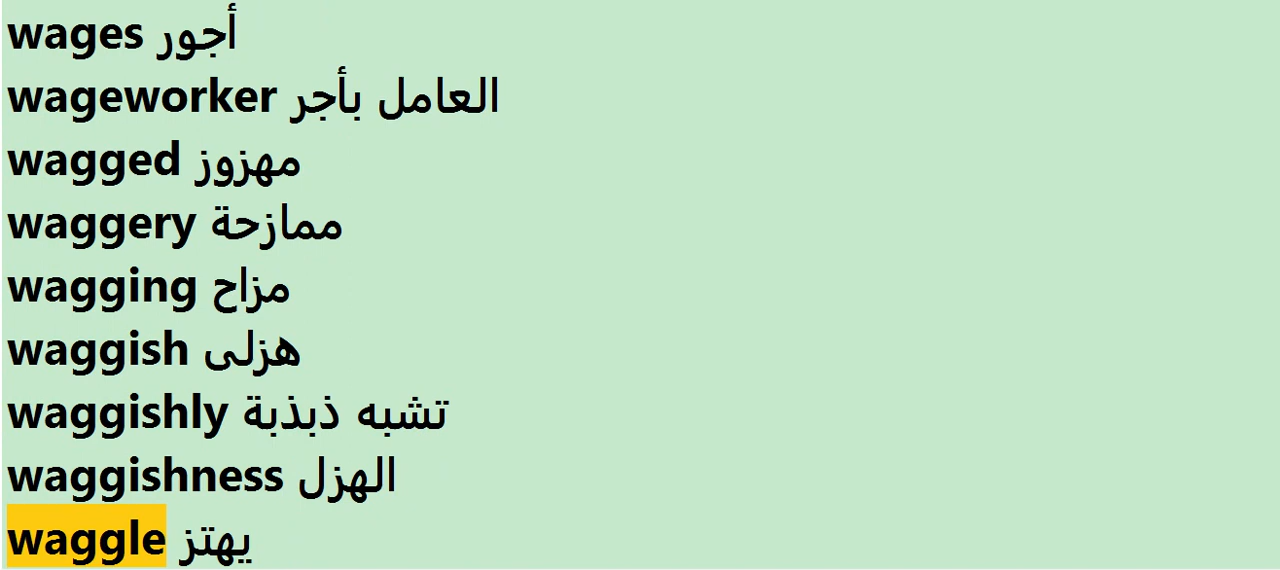 wages أجور
wageworker العامل بأجر
wagged مهزوز
waggery ممازحة
wagging مزاح
waggish هزلى
waggishly تشبه ذبذبة
waggishness الهزل
waggle يهتز